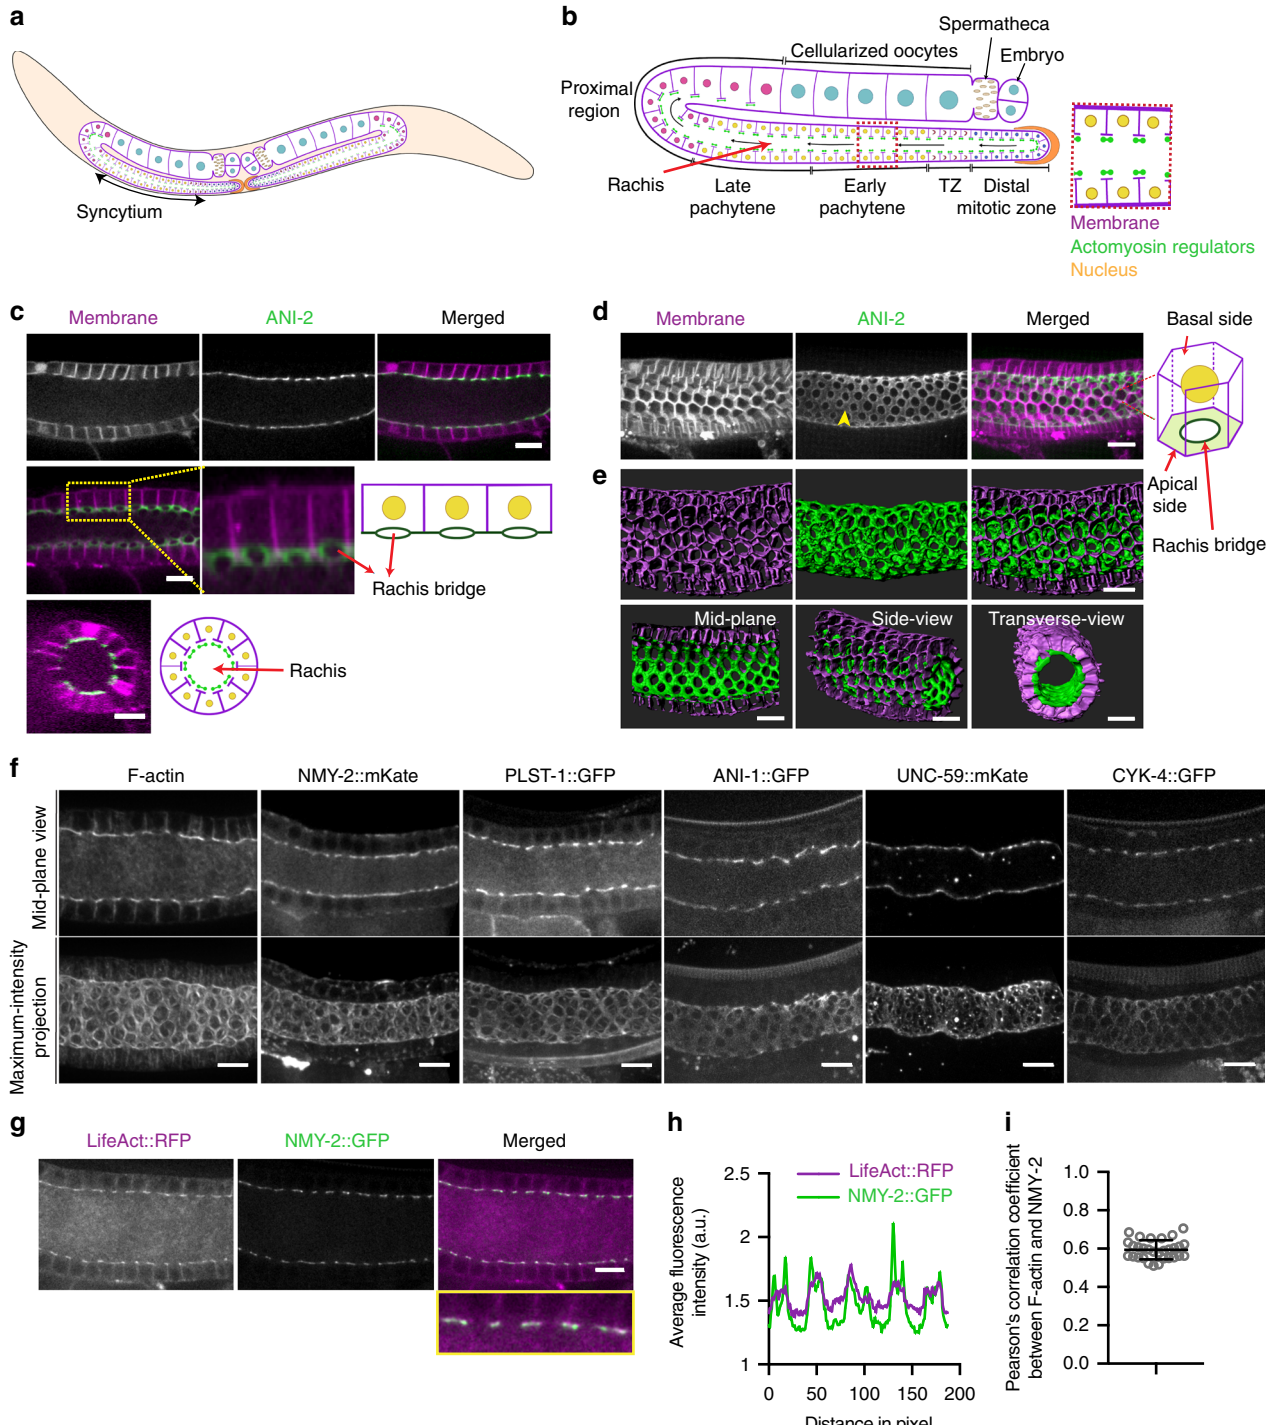 a
Syncytium
b
Spermatheca
Cellularized oocytes
Embryo
Proximal
region
Rachis
Late
pachytene
Early
pachytene
TZ
Distal
mitotic zone
Membrane
Actomyosin regulators
Nucleus
c
Membrane
ANI-2
Merged
Rachis bridge
Rachis
d
Membrane
ANI-2
Merged
Basal side
Apical
side
Rachis bridge
e
Mid-plane
Side-view
Transverse-view
f
F-actin
NMY-2::mKate
PLST-1::GFP
ANI-1::GFP
UNC-59::mKate
CYK-4::GFP
Mid-plane view
Maximum-intensity
projection
g
LifeAct::RFP
NMY-2::GFP
Merged
h
LifeAct::RFP
NMY-2::GFP
Average fluorescence
intensity (a.u.)
2.5
2
1.5
1
0
50
100
150
200
Distance in pixel
i
Pearson's correlation coefficient
between F-actin and NMY-2
1.0
0.8
0.6
0.4
0.2
0.0